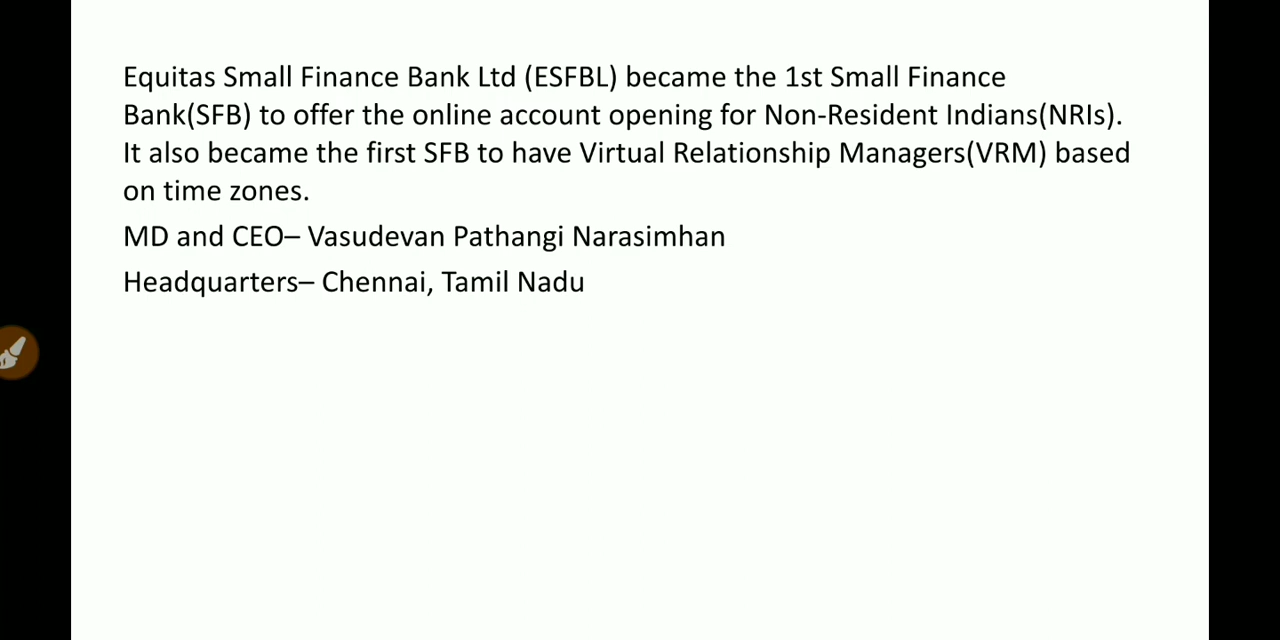 Equitas Small Finance Bank Ltd (ESFBL) became the 1st Small Finance
Bank(SFB) to offer the online account opening for Non-Resident Indians(NRIs).
It also became the first SFB to have Virtual Relationship Managers(VRM) based
on time zones.
MD and CEO– Vasudevan Pathangi Narasimhan
Headquarters– Chennai, Tamil Nadu